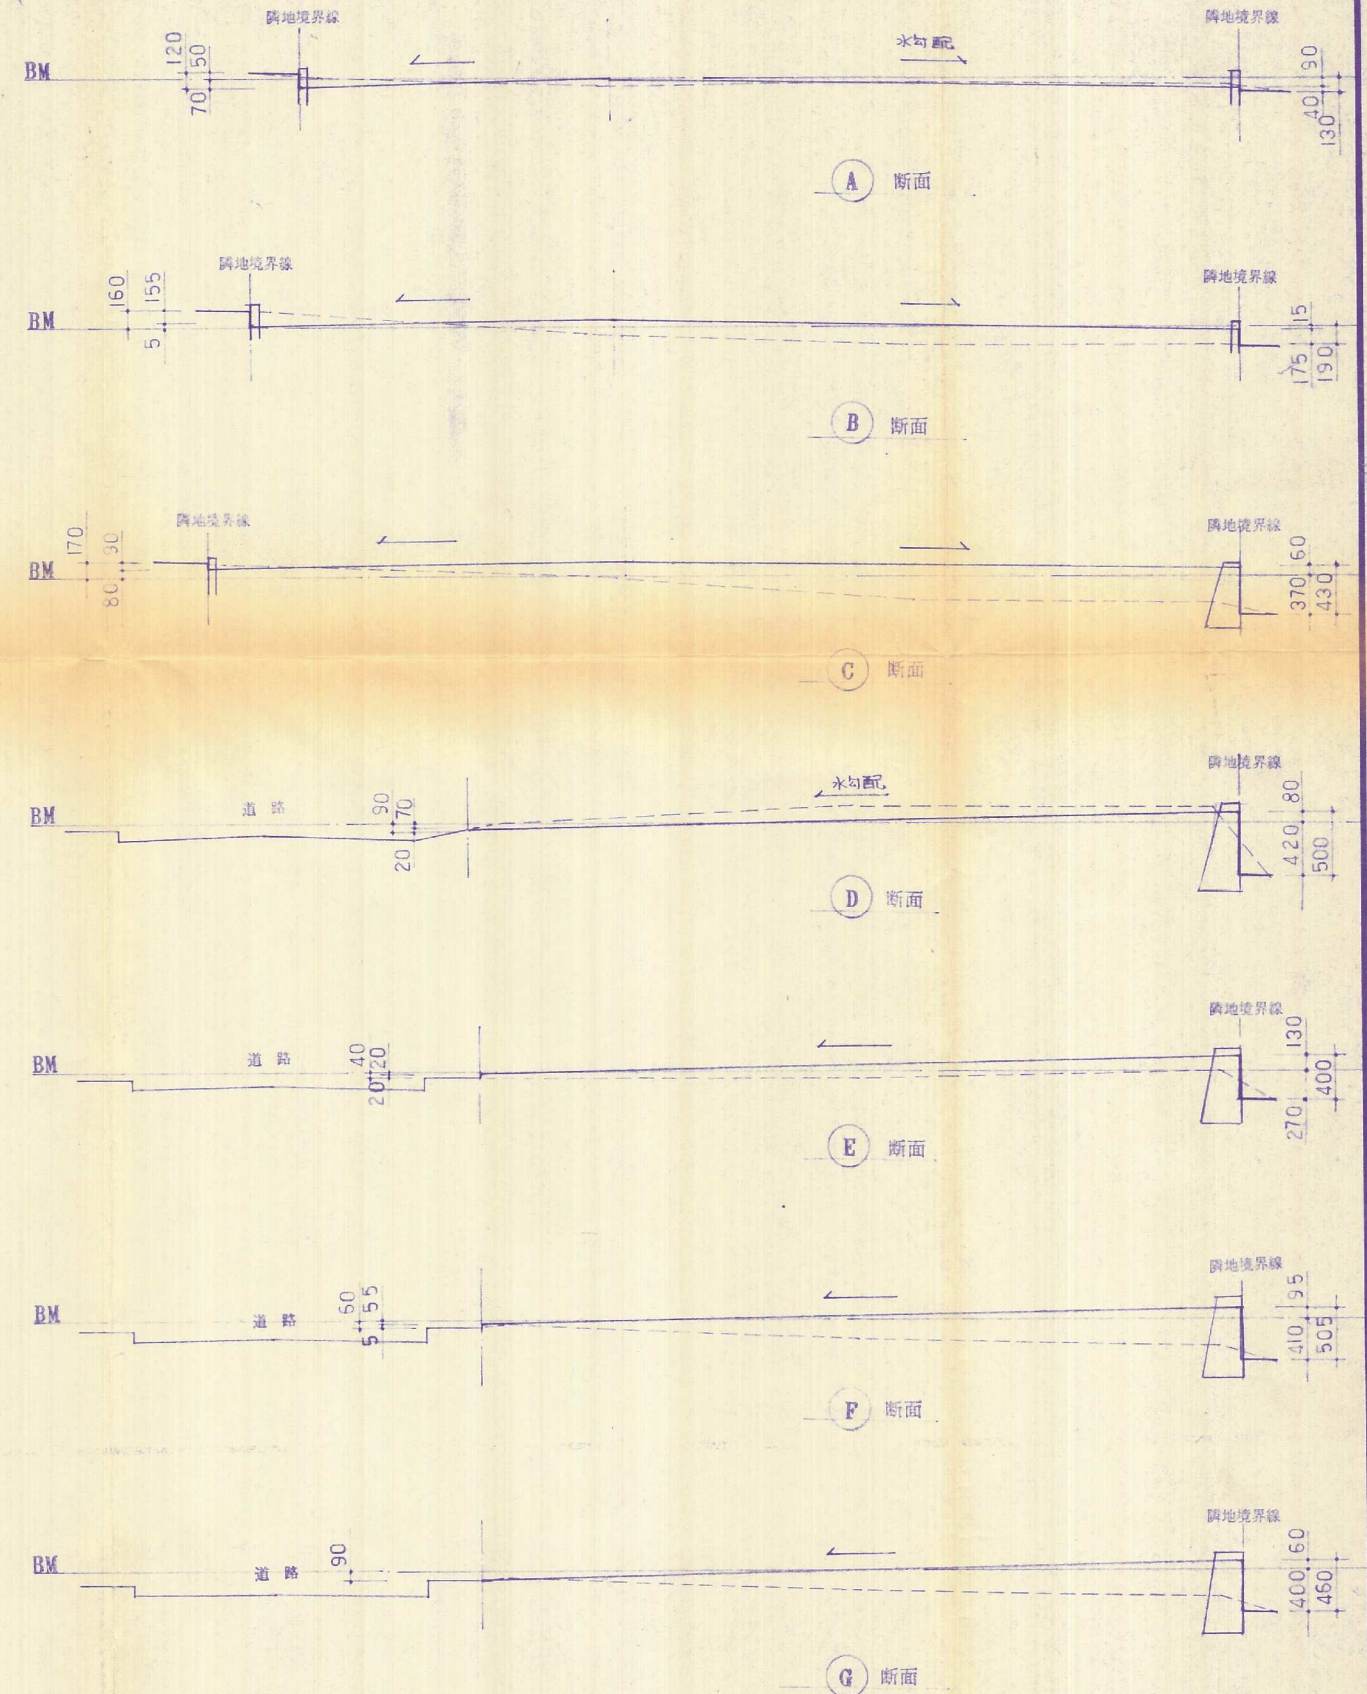 隣地境界線
隣地境界線
BM
120
50
70
水勾配
90
40
130
A 断面
隣地境界線
隣地境界線
BM
160
155
5
15
175
190
B 断面
隣地境界線
隣地境界線
BM
170
90
80
60
370
430
C 断面
隣地境界線
BM
道路
90
70
20
水勾配
80
420
500
D 断面
隣地境界線
BM
道路
40
20
20
130
400
270
E 断面
隣地境界線
BM
道路
60
55
5
95
410
505
F 断面
隣地境界線
BM
道路
90
60
400
460
G 断面